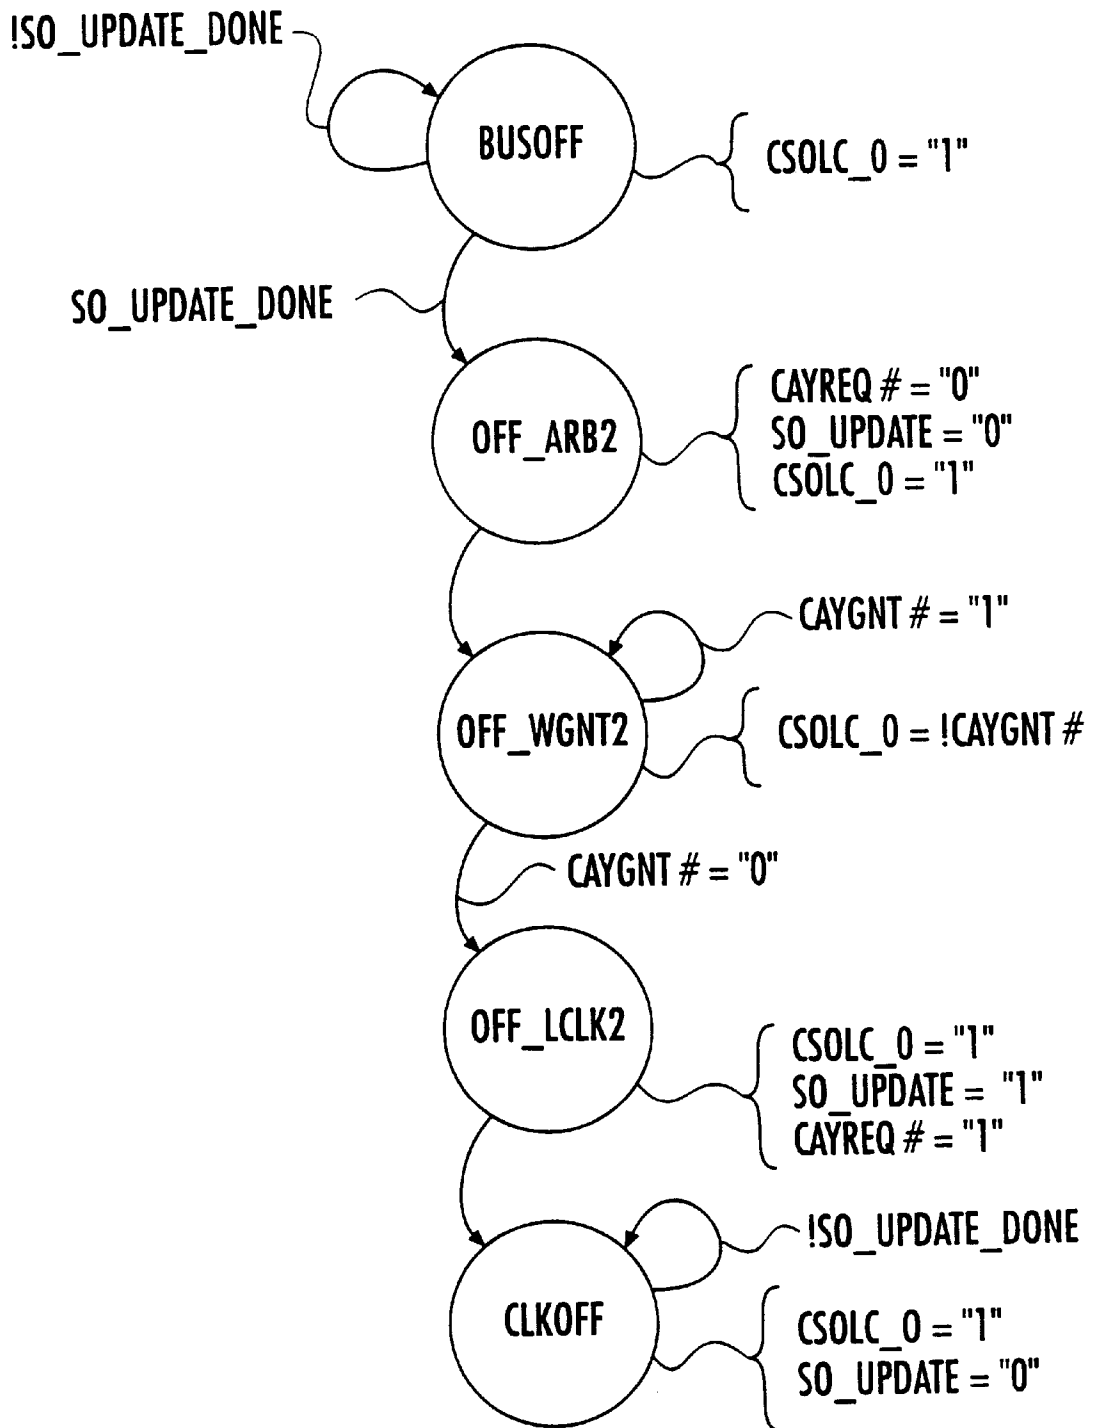 !SO_UPDATE_DONE
BUSOFF
CSOLC_0 = "1"
SO_UPDATE_DONE
OFF_ARB2
CAYREQ # = "0"
SO_UPDATE = "0"
CSOLC_0 = "1"
CAYGNT # = "1"
OFF_WGNT2
CSOLC_0 = !CAYGNT #
CAYGNT # = "0"
OFF_LCLK2
CSOLC_0 = "1"
SO_UPDATE = "1"
CAYREQ # = "1"
!SO_UPDATE_DONE
CLKOFF
CSOLC_0 = "1"
SO_UPDATE = "0"